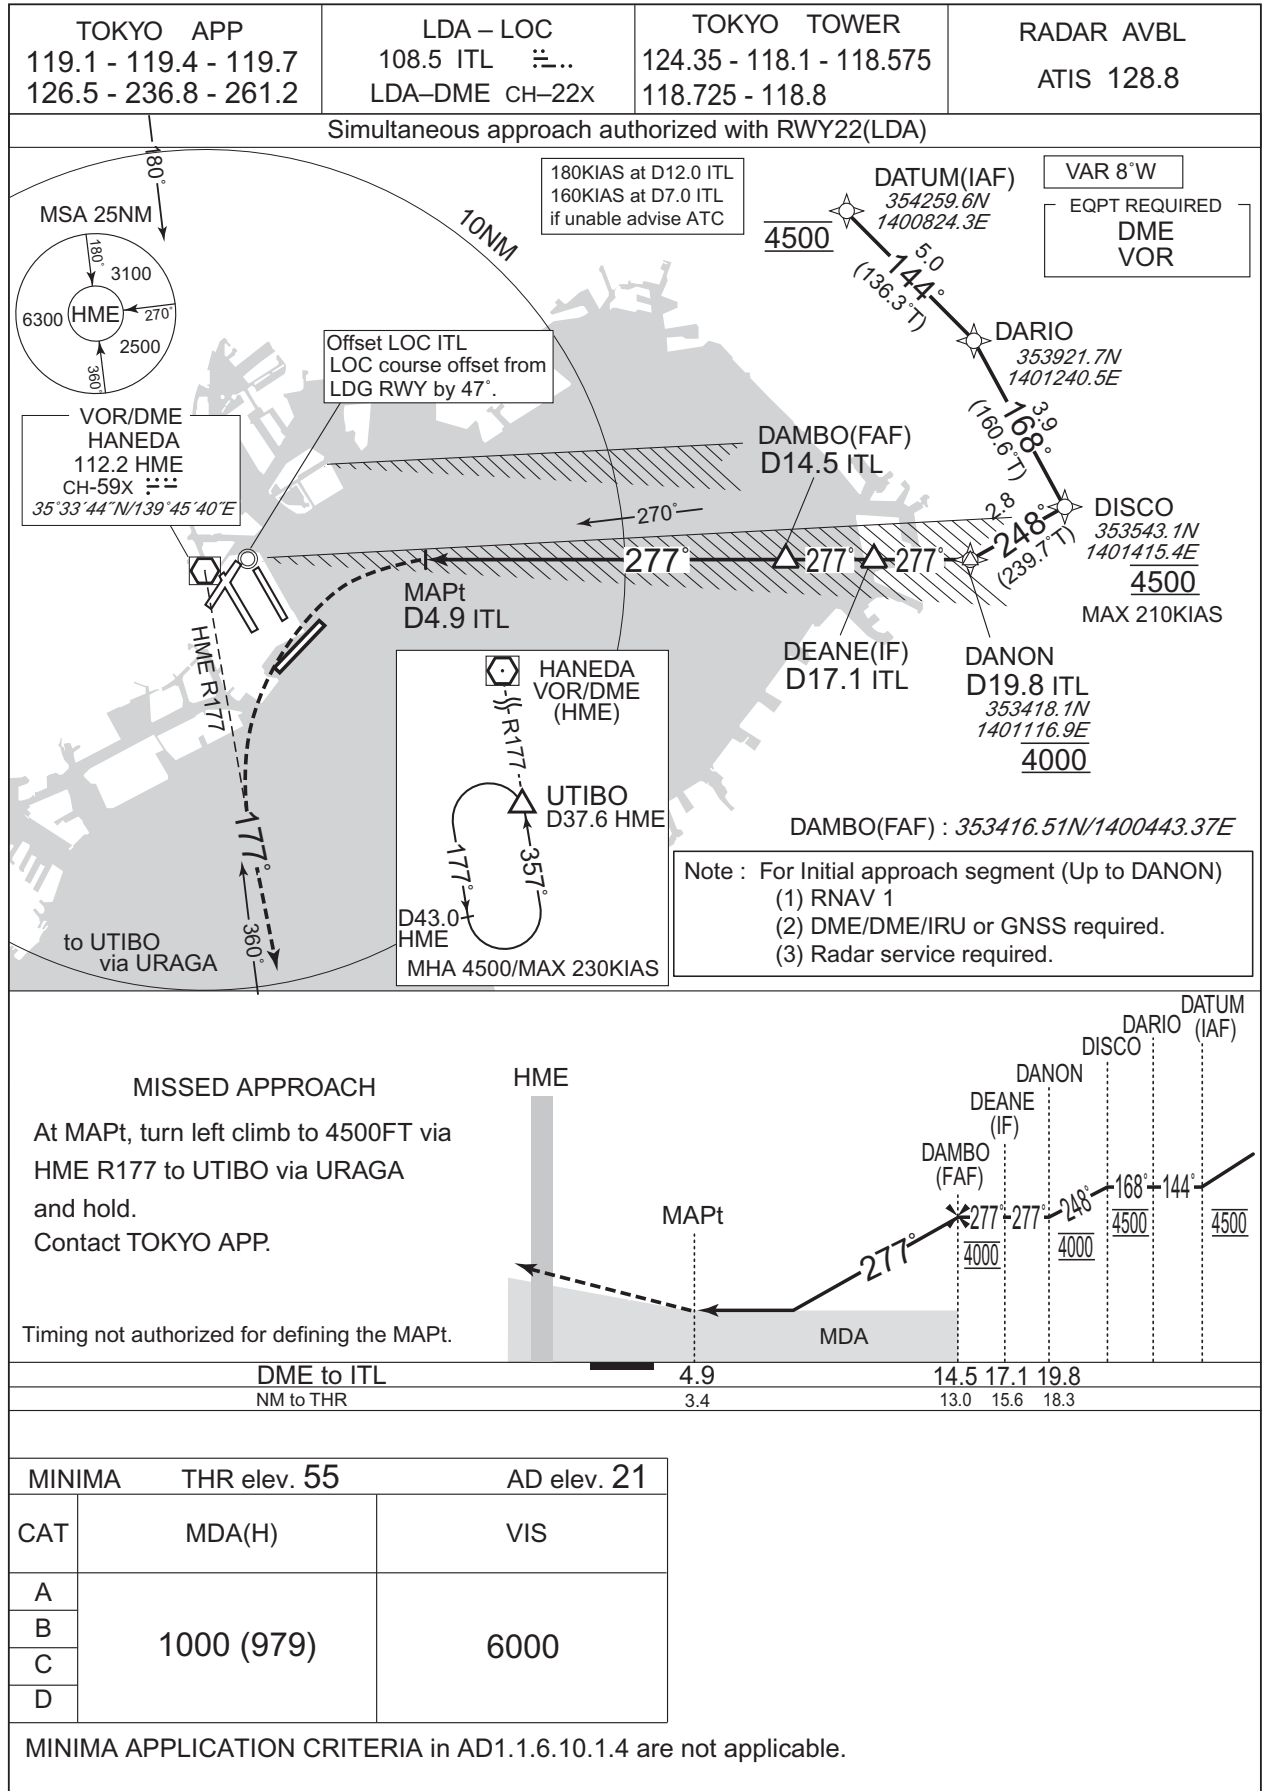 TOKYO APP
119.1 - 119.4 - 119.7
126.5 - 236.8 - 261.2
LDA – LOC
108.5 ITL
LDA–DME CH–22X
TOKYO TOWER
124.35 - 118.1 - 118.575
118.725 - 118.8
RADAR AVBL
ATIS 128.8
Simultaneous approach authorized with RWY22(LDA)
180°
MSA 25NM
180°
3100
6300
HME
270°
2500
360°
10NM
180KIAS at D12.0 ITL
160KIAS at D7.0 ITL
if unable advise ATC
DATUM(IAF)
354259.6N
1400824.3E
4500
VAR 8°W
EQPT REQUIRED
DME
VOR
5.0
144°
(136.3°T)
DARIO
353921.7N
1401240.5E
3.9
168°
(160.6°T)
Offset LOC ITL
LOC course offset from
LDG RWY by 47°.
VOR/DME
HANEDA
112.2 HME
CH-59X
35°33′44″N/139°45′40″E
DAMBO(FAF)
D14.5 ITL
DISCO
353543.1N
1401415.4E
4500
MAX 210KIAS
2.8
248°
(239.7°T)
270°
277°
277°
277°
MAPt
D4.9 ITL
DEANE(IF)
D17.1 ITL
DANON
D19.8 ITL
353418.1N
1401116.9E
4000
HME R177
HANEDA
VOR/DME
(HME)
R177
UTIBO
D37.6 HME
177°
357°
D43.0
HME
MHA 4500/MAX 230KIAS
177°
360°
to UTIBO
via URAGA
DAMBO(FAF) : 353416.51N/1400443.37E
Note : For Initial approach segment (Up to DANON)
(1) RNAV 1
(2) DME/DME/IRU or GNSS required.
(3) Radar service required.
MISSED APPROACH
At MAPt, turn left climb to 4500FT via
HME R177 to UTIBO via URAGA
and hold.
Contact TOKYO APP.
Timing not authorized for defining the MAPt.
HME
MAPt
DAMBO
(FAF)
DEANE
(IF)
DANON
DISCO
DARIO
DATUM
(IAF)
277°
277°
277°
248°
168°
144°
4000
4000
4500
4500
MDA
DME to ITL 4.9 14.5 17.1 19.8
NM to THR 3.4 13.0 15.6 18.3
MINIMA THR elev. 55 AD elev. 21
CAT MDA(H) VIS
A
B
C
D
1000 (979) 6000
MINIMA APPLICATION CRITERIA in AD1.1.6.10.1.4 are not applicable.